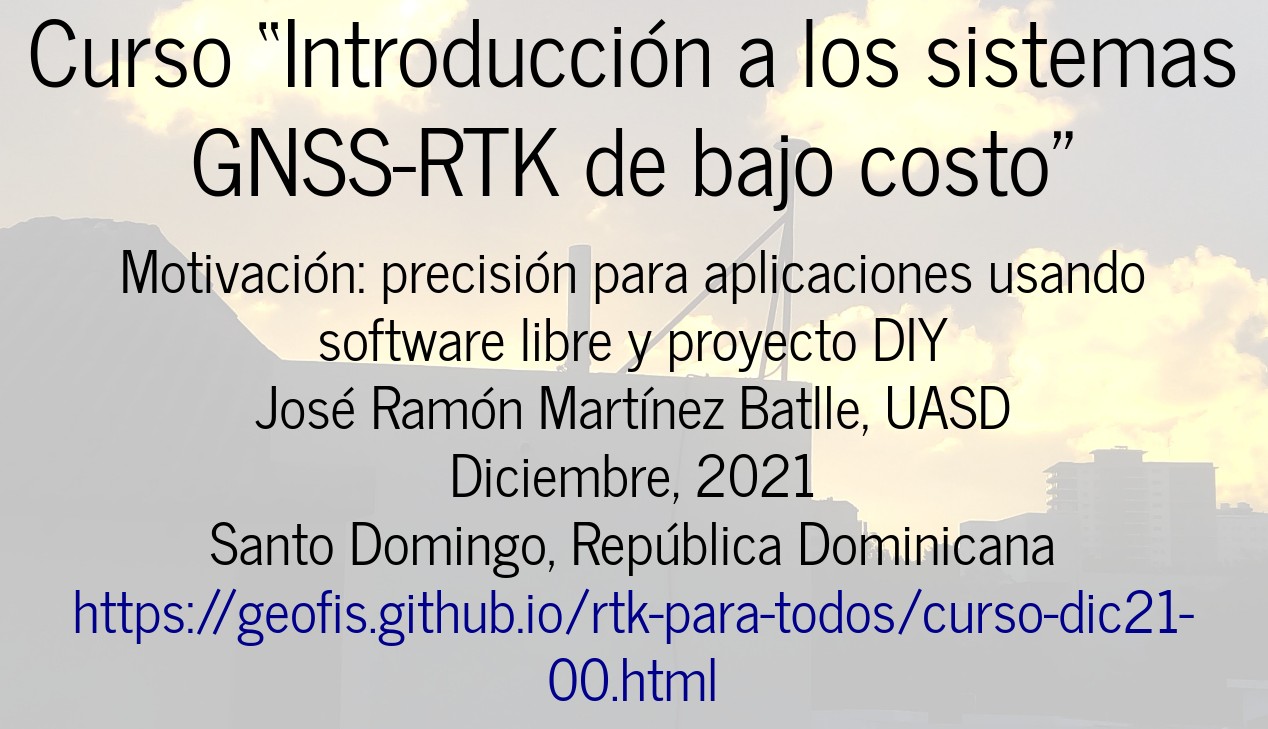 Curso “Introducción a los sistemas
GNSS-RTK de bajo costo”
Motivación: precisión para aplicaciones usando
software libre y proyecto DIY
José Ramón Martínez Batlle, UASD
Diciembre, 2021
Santo Domingo, República Dominicana
https://geofis.github.io/rtk-para-todos/curso-dic21-
00.html